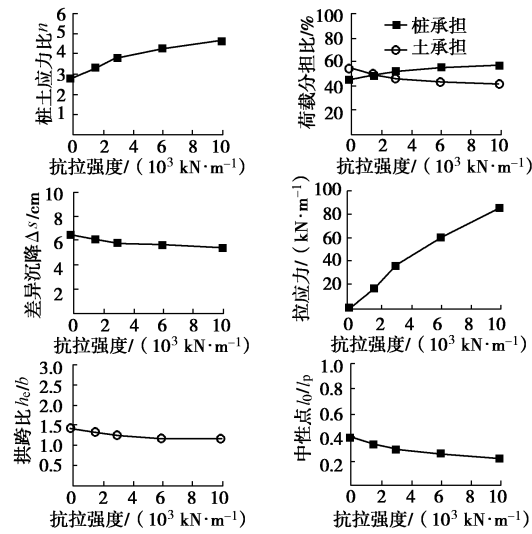 桩土应力比n
6
5
4
3
2
1
0 2 4 6 8 10
抗拉强度/(10³ kN·m⁻¹)
荷载分担比/%
100
80
60
40
20
桩承担
土承担
0 2 4 6 8 10
抗拉强度/(10³ kN·m⁻¹)
差异沉降Δs/cm
10
8
6
4
2
0 2 4 6 8 10
抗拉强度/(10³ kN·m⁻¹)
拉应力/(kN·m⁻¹)
100
80
60
40
20
0
0 2 4 6 8 10
抗拉强度/(10³ kN·m⁻¹)
拱跨比hc/b
3.0
2.5
2.0
1.5
1.0
0.5
0 2 4 6 8 10
抗拉强度/(10³ kN·m⁻¹)
中性点l₀/lₚ
1.0
0.8
0.6
0.4
0.2
0 2 4 6 8 10
抗拉强度/(10³ kN·m⁻¹)